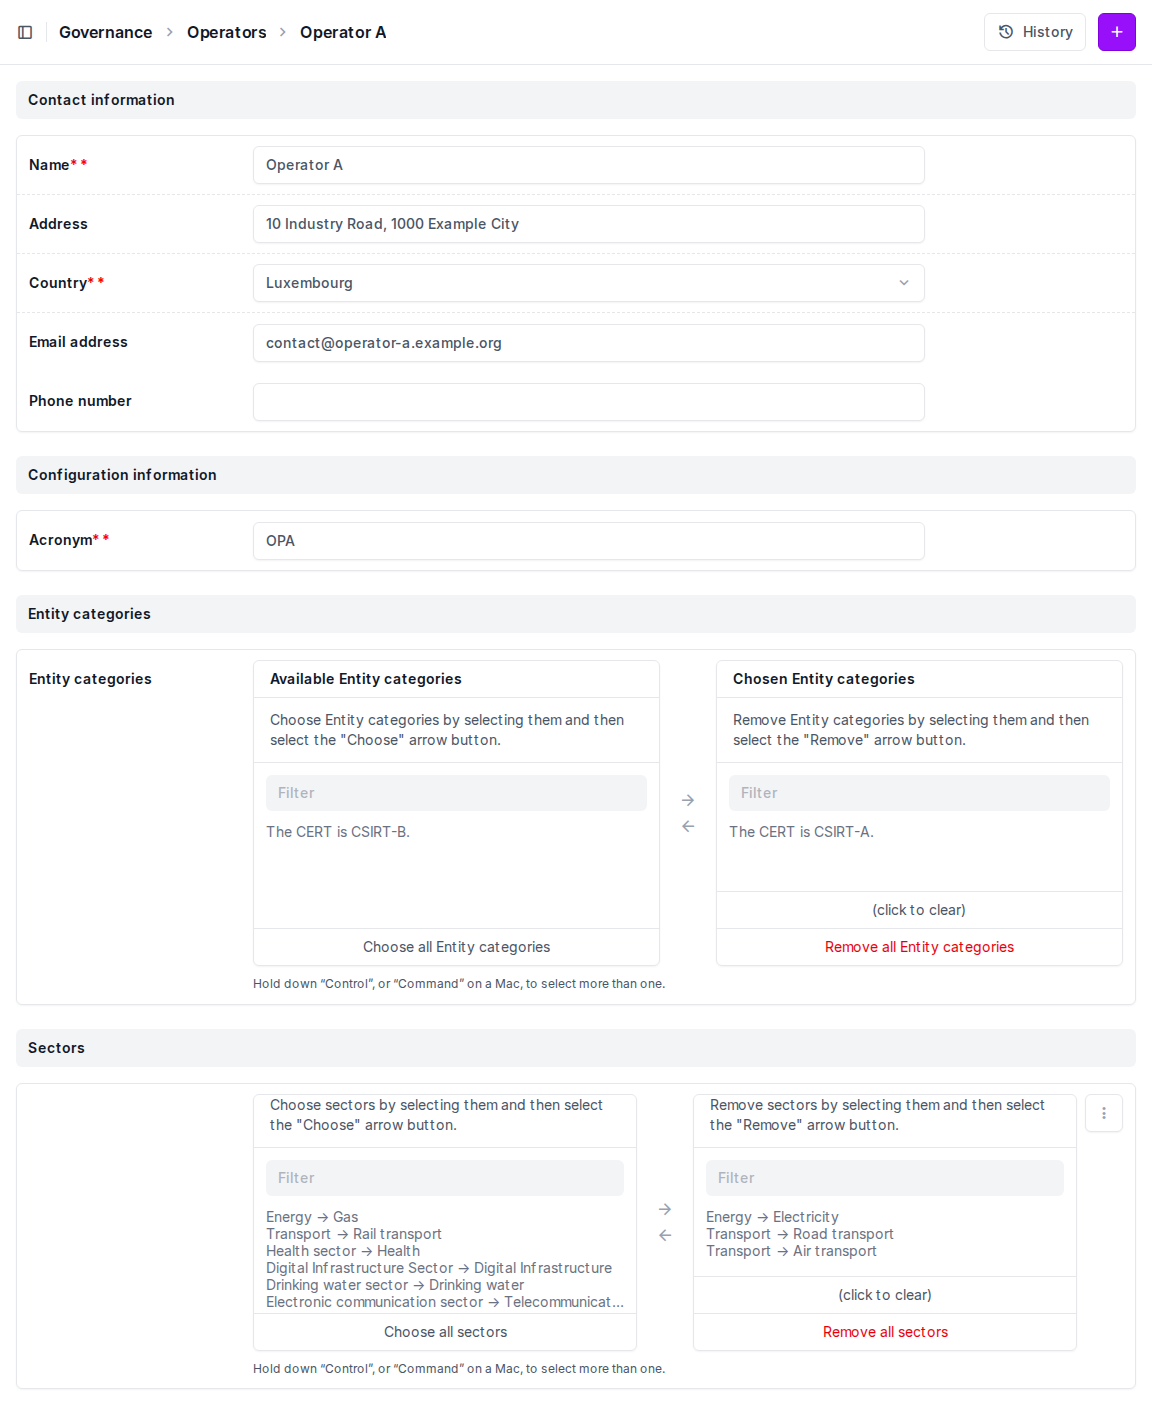 Governance > Operators > Operator A
History
Contact information
Name**
Operator A
Address
10 Industry Road, 1000 Example City
Country**
Luxembourg
Email address
contact@operator-a.example.org
Phone number
Configuration information
Acronym**
OPA
Entity categories
Entity categories
Available Entity categories
Choose Entity categories by selecting them and then
select the "Choose" arrow button.
Filter
The CERT is CSIRT-B.
Choose all Entity categories
Chosen Entity categories
Remove Entity categories by selecting them and then
select the "Remove" arrow button.
Filter
The CERT is CSIRT-A.
(click to clear)
Remove all Entity categories
Hold down “Control”, or “Command” on a Mac, to select more than one.
Sectors
Choose sectors by selecting them and then select
the "Choose" arrow button.
Filter
Energy → Gas
Transport → Rail transport
Health sector → Health
Digital Infrastructure Sector → Digital Infrastructure
Drinking water sector → Drinking water
Electronic communication sector → Telecommunicat...
Choose all sectors
Remove sectors by selecting them and then select
the "Remove" arrow button.
Filter
Energy → Electricity
Transport → Road transport
Transport → Air transport
(click to clear)
Remove all sectors
Hold down “Control”, or “Command” on a Mac, to select more than one.